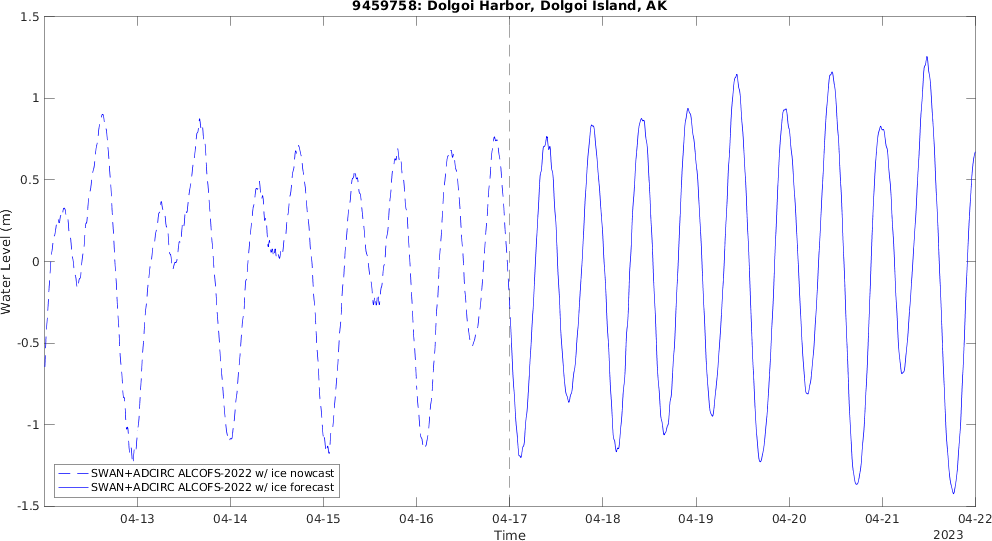 9459758: Dolgoi Harbor, Dolgoi Island, AK
1.5
1
0.5
0
-0.5
-1
-1.5
Water Level (m)
SWAN+ADCIRC ALCOFS-2022 w/ ice nowcast
SWAN+ADCIRC ALCOFS-2022 w/ ice forecast
04-13 04-14 04-15 04-16 04-17 04-18 04-19 04-20 04-21 04-22
Time
2023